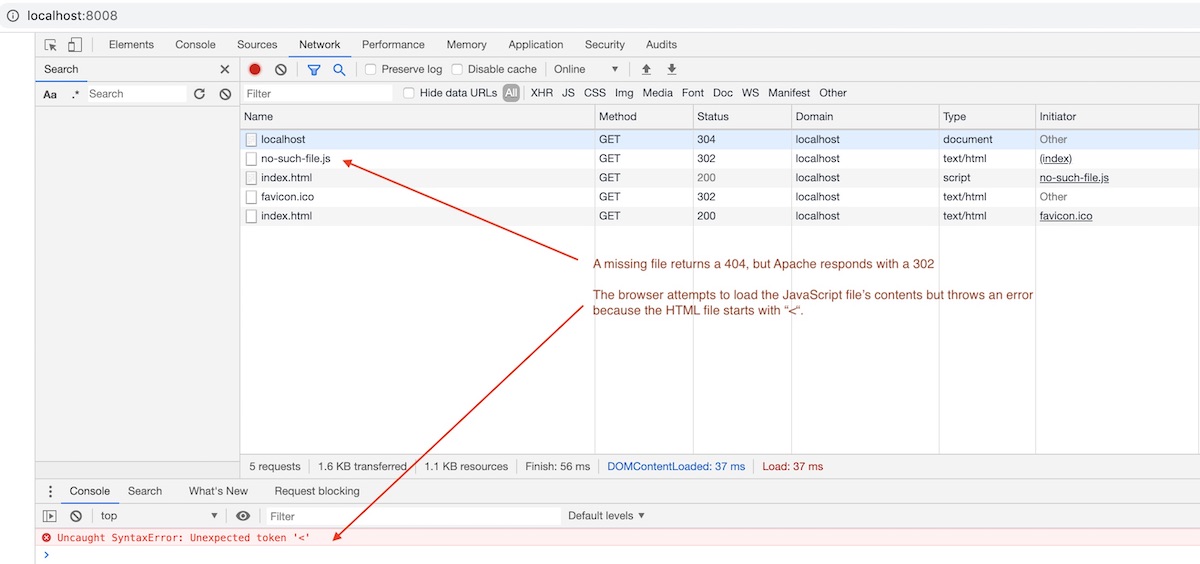 localhost:8008
Elements Console Sources Network Performance Memory Application Security Audits
Search
Preserve log Disable cache Online
Aa .* Search
Filter Hide data URLs All XHR JS CSS Img Media Font Doc WS Manifest Other
Name Method Status Domain Type Initiator
localhost GET 304 localhost document Other
no-such-file.js GET 302 localhost text/html (index)
index.html GET 200 localhost script no-such-file.js
favicon.ico GET 302 localhost text/html Other
index.html GET 200 localhost text/html favicon.ico
A missing file returns a 404, but Apache responds with a 302
The browser attempts to load the JavaScript file’s contents but throws an error
because the HTML file starts with “<“.
5 requests 1.6 KB transferred 1.1 KB resources Finish: 56 ms DOMContentLoaded: 37 ms Load: 37 ms
Console Search What's New Request blocking
top Filter Default levels
Uncaught SyntaxError: Unexpected token '<'